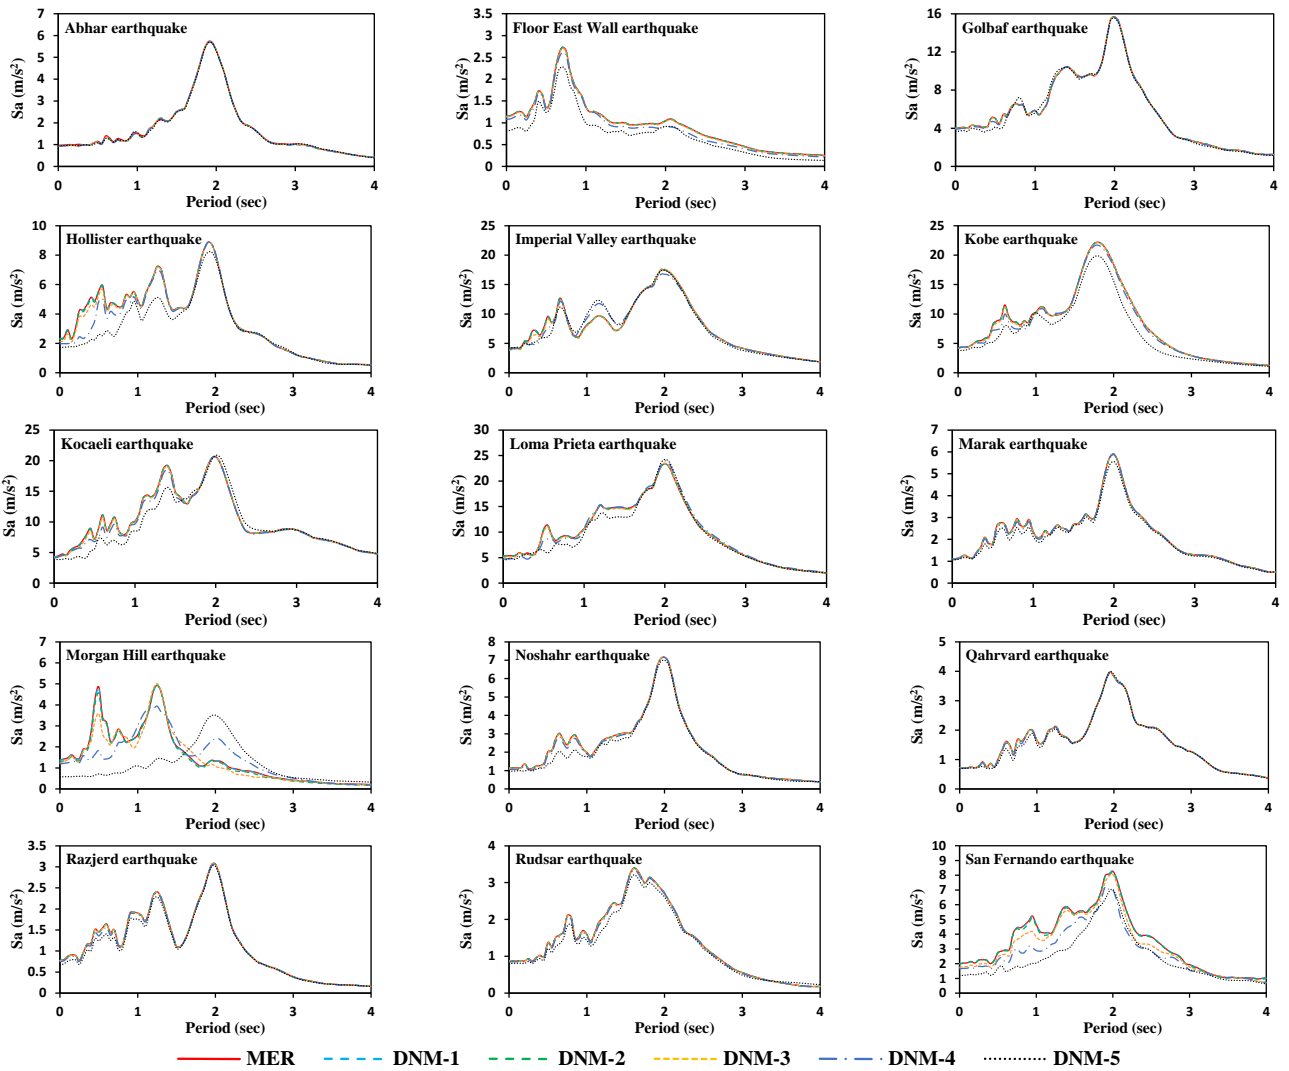 Abhar earthquake
Sa (m/s²)
7
6
5
4
3
2
1
0
0 1 2 3 4
Period (sec)
Floor East Wall earthquake
Sa (m/s²)
3.5
3
2.5
2
1.5
1
0.5
0
0 1 2 3 4
Period (sec)
Golbaf earthquake
Sa (m/s²)
16
12
8
4
0
0 1 2 3 4
Period (sec)
Hollister earthquake
Sa (m/s²)
10
8
6
4
2
0
0 1 2 3 4
Period (sec)
Imperial Valley earthquake
Sa (m/s²)
25
20
15
10
5
0
0 1 2 3 4
Period (sec)
Kobe earthquake
Sa (m/s²)
25
20
15
10
5
0
0 1 2 3 4
Period (sec)
Kocaeli earthquake
Sa (m/s²)
25
20
15
10
5
0
0 1 2 3 4
Period (sec)
Loma Prieta earthquake
Sa (m/s²)
30
25
20
15
10
5
0
0 1 2 3 4
Period (sec)
Marak earthquake
Sa (m/s²)
7
6
5
4
3
2
1
0
0 1 2 3 4
Period (sec)
Morgan Hill earthquake
Sa (m/s²)
7
6
5
4
3
2
1
0
0 1 2 3 4
Period (sec)
Noshahr earthquake
Sa (m/s²)
8
7
6
5
4
3
2
1
0
0 1 2 3 4
Period (sec)
Qahrvard earthquake
Sa (m/s²)
5
4
3
2
1
0
0 1 2 3 4
Period (sec)
Razjerd earthquake
Sa (m/s²)
3.5
3
2.5
2
1.5
1
0.5
0
0 1 2 3 4
Period (sec)
Rudsar earthquake
Sa (m/s²)
4
3
2
1
0
0 1 2 3 4
Period (sec)
San Fernando earthquake
Sa (m/s²)
10
9
8
7
6
5
4
3
2
1
0
0 1 2 3 4
Period (sec)
MER DNM-1 DNM-2 DNM-3 DNM-4 DNM-5